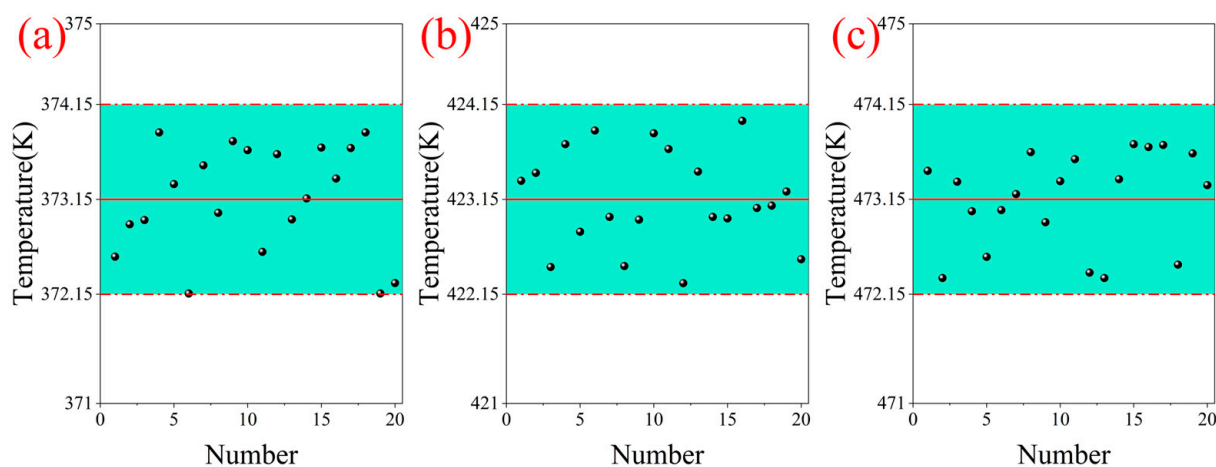 (a)
375
374.15
373.15
372.15
371
Temperature(K)
0 5 10 15 20
Number
(b)
425
424.15
423.15
422.15
421
Temperature(K)
0 5 10 15 20
Number
(c)
475
474.15
473.15
472.15
471
Temperature(K)
0 5 10 15 20
Number